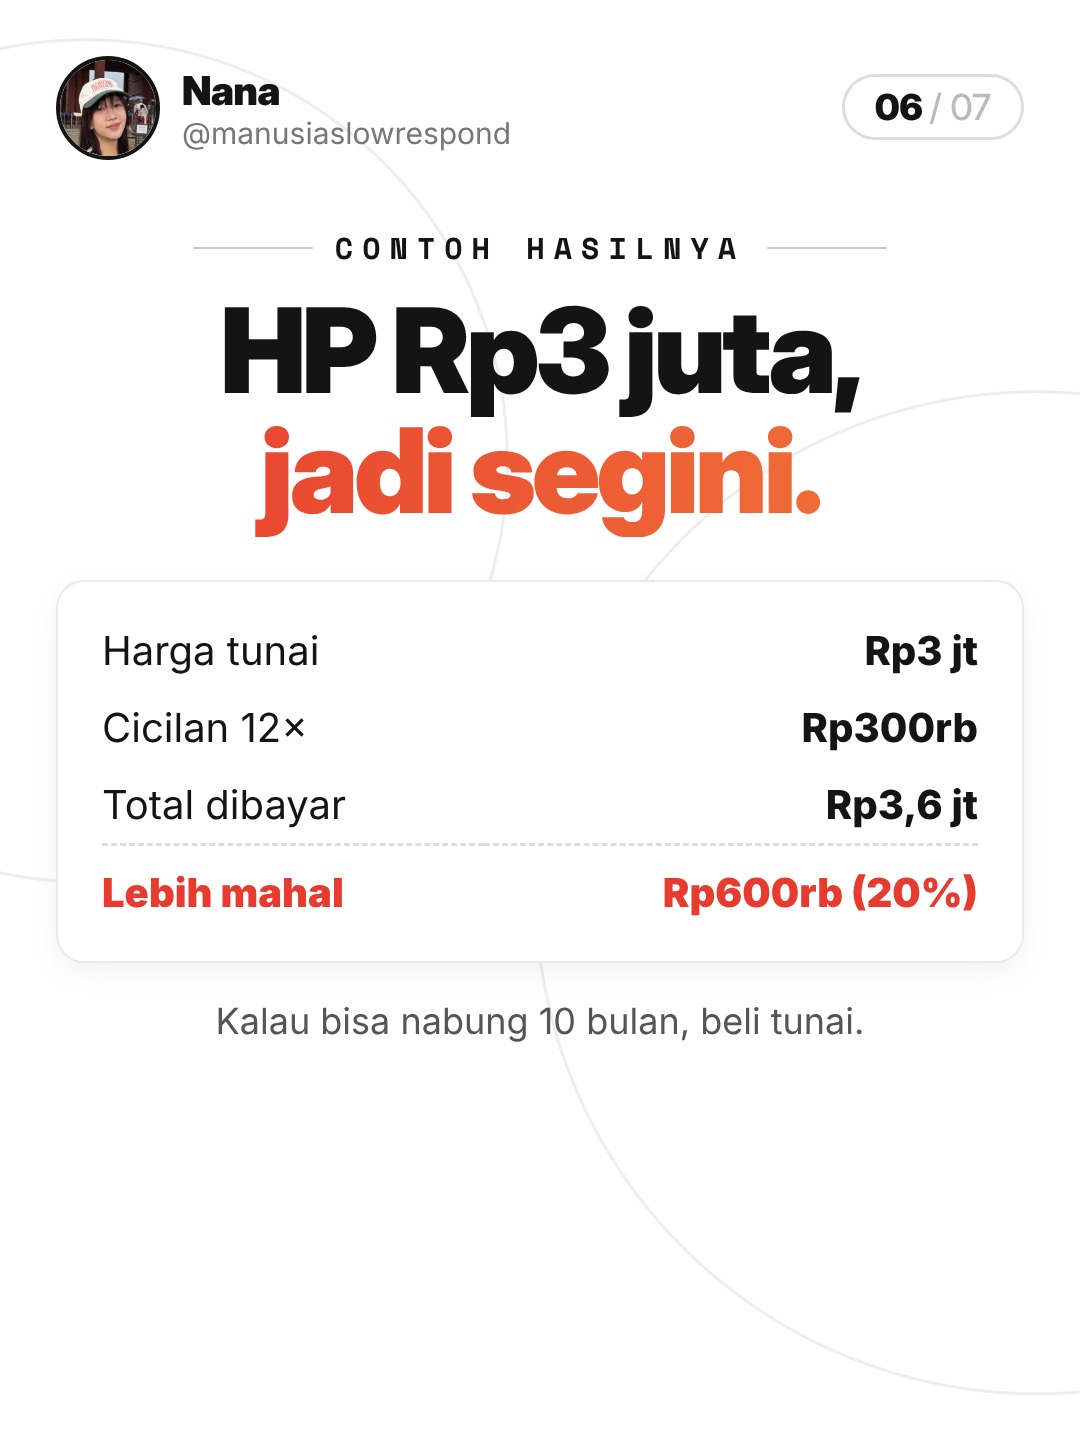 Nana
@manusiaslowrespond
06 / 07
CONTOH HASILNYA
HP Rp3 juta,
jadi segini.
Harga tunai Rp3 jt
Cicilan 12× Rp300rb
Total dibayar Rp3,6 jt
Lebih mahal Rp600rb (20%)
Kalau bisa nabung 10 bulan, beli tunai.